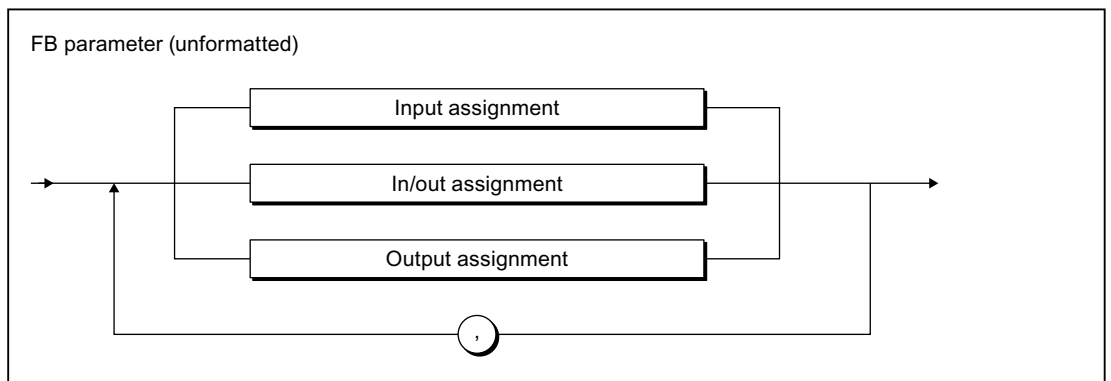 FB parameter (unformatted)
Input assignment
In/out assignment
Output assignment
,